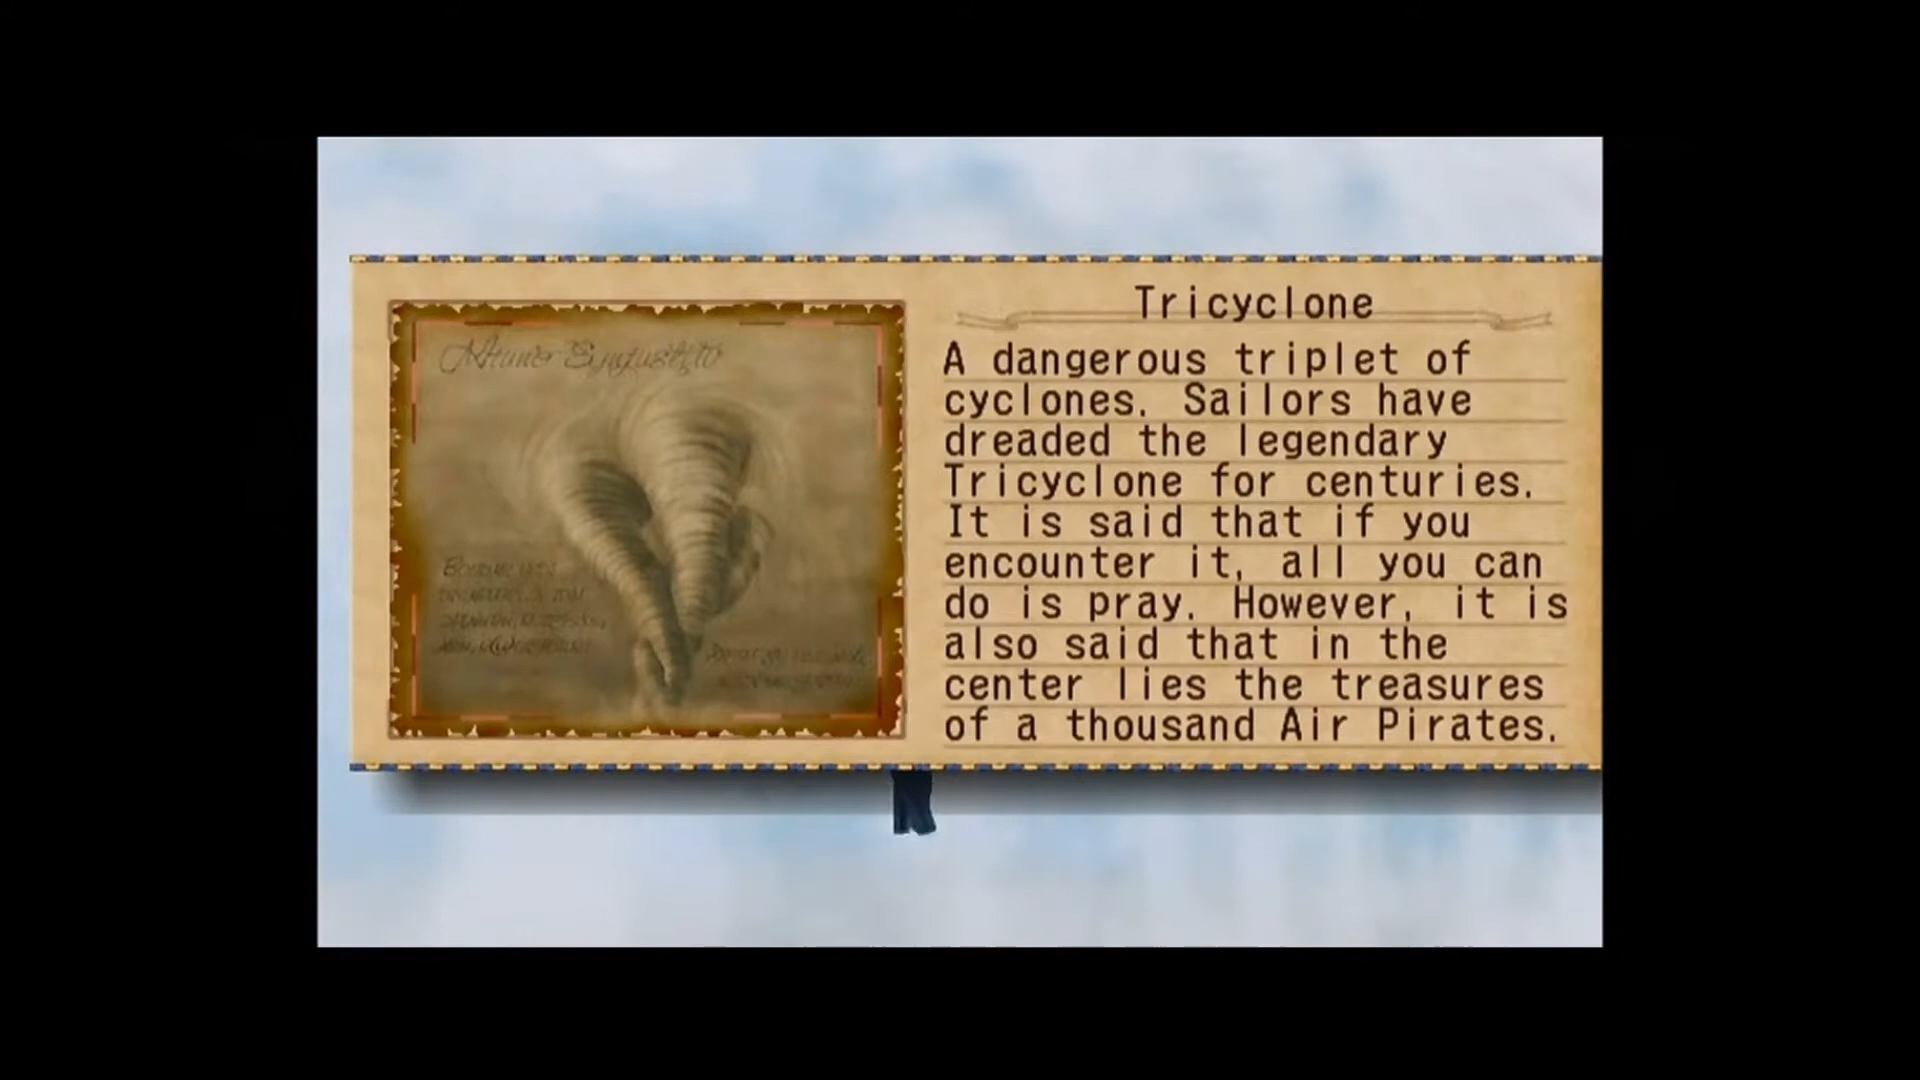 Tricyclone
A dangerous triplet of
cyclones. Sailors have
dreaded the legendary
Tricyclone for centuries.
It is said that if you
encounter it, all you can
do is pray. However, it is
also said that in the
center lies the treasures
of a thousand Air Pirates.